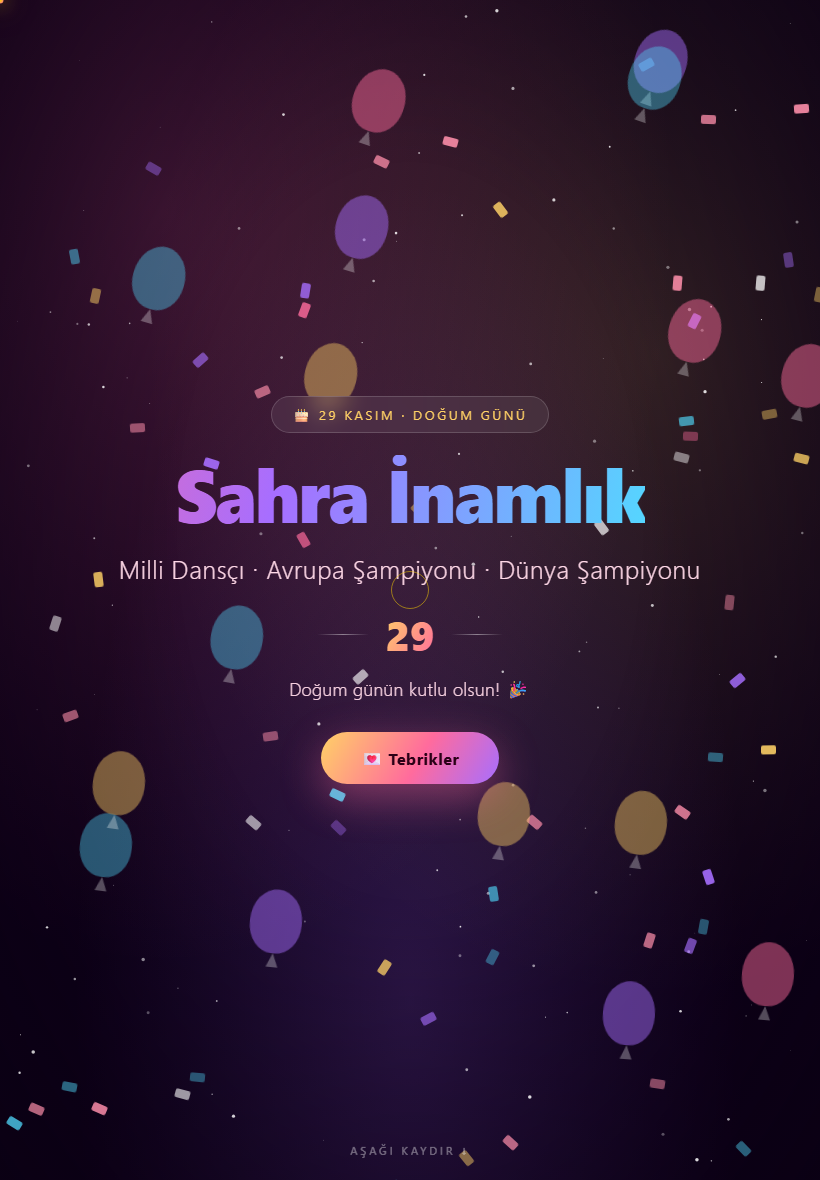 🎂 29 KASIM · DOĞUM GÜNÜ
Sahra İnamlık
Milli Dansçı · Avrupa Şampiyonu · Dünya Şampiyonu
29
Doğum günün kutlu olsun! 🎉
💌 Tebrikler
AŞAĞI KAYDIR ↓